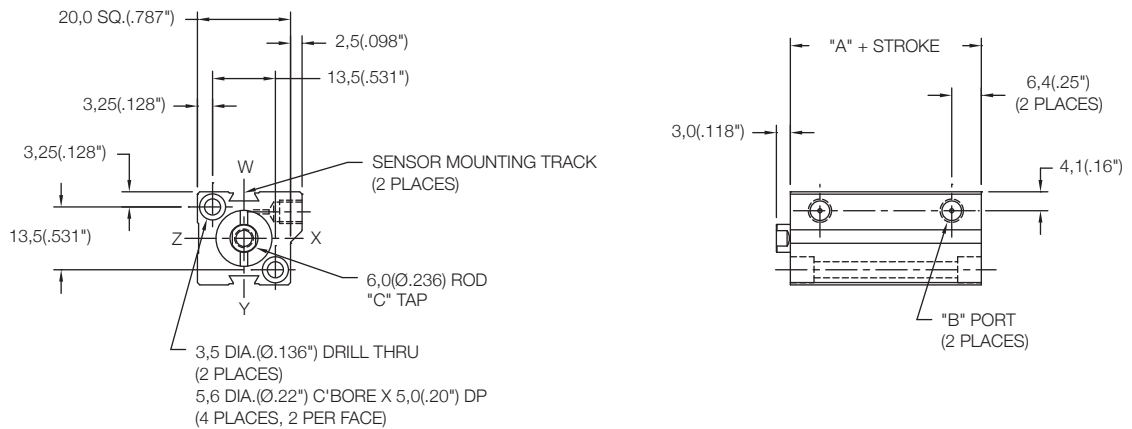 20,0 SQ.(.787")
2,5(.098")
13,5(.531")
3,25(.128")
3,25(.128")
W
SENSOR MOUNTING TRACK
(2 PLACES)
13,5(.531")
Z
X
6,0(Ø.236) ROD
"C" TAP
Y
3,5 DIA.(Ø.136") DRILL THRU
(2 PLACES)
5,6 DIA.(Ø.22") C'BORE X 5,0(.20") DP
(4 PLACES, 2 PER FACE)
"A" + STROKE
6,4(.25")
(2 PLACES)
3,0(.118")
4,1(.16")
"B" PORT
(2 PLACES)